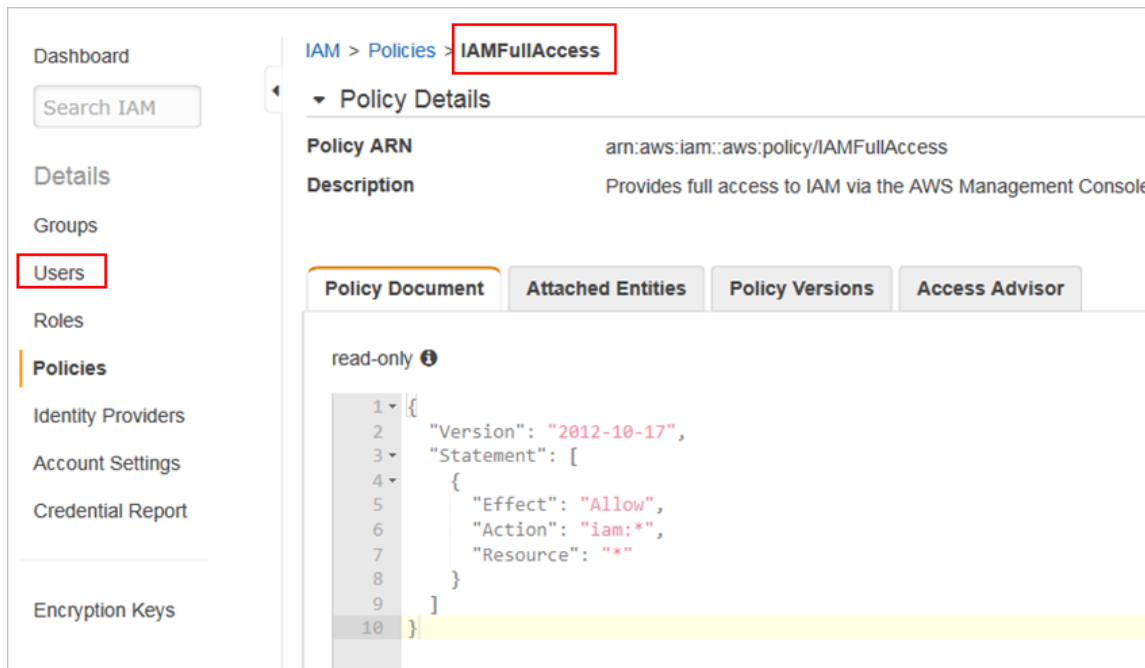 Dashboard
Search IAM
Details
Groups
Users
Roles
Policies
Identity Providers
Account Settings
Credential Report
Encryption Keys
IAM > Policies > IAMFullAccess
Policy Details
Policy ARN arn:aws:iam::aws:policy/IAMFullAccess
Description Provides full access to IAM via the AWS Management Console
Policy Document Attached Entities Policy Versions Access Advisor
read-only
1 {
2 "Version": "2012-10-17",
3 "Statement": [
4 {
5 "Effect": "Allow",
6 "Action": "iam:*",
7 "Resource": "*"
8 }
9 ]
10 }